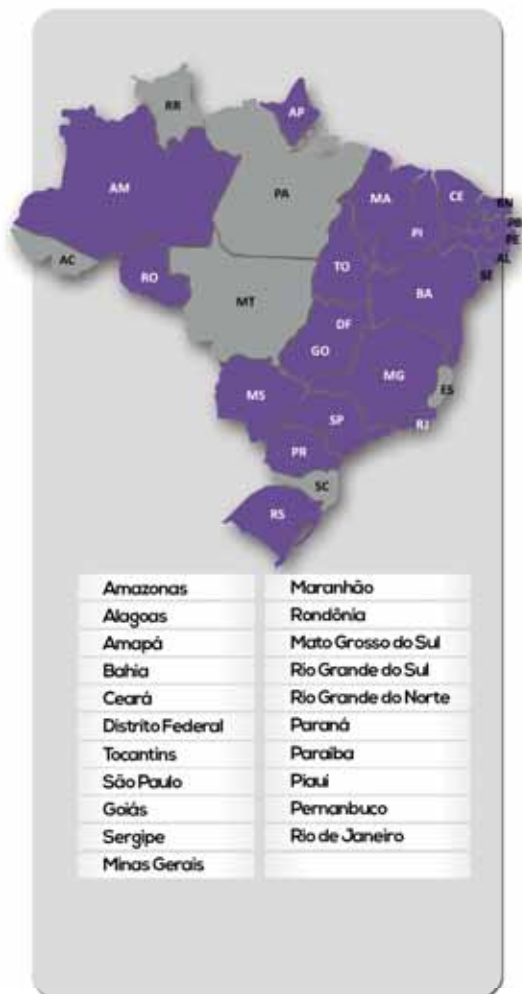 RR
AP
AM
PA
MA
CE
RN
PB
PI
PE
AL
AC
TO
SE
RO
BA
MT
DF
GO
MG
ES
MS
SP
RJ
PR
SC
RS
Amazonas
Alagoas
Amapá
Bahia
Ceará
Distrito Federal
Tocantins
São Paulo
Goiás
Sergipe
Minas Gerais
Maranhão
Rondônia
Mato Grosso do Sul
Rio Grande do Sul
Rio Grande do Norte
Paraná
Paraiba
Piaui
Pernanbuco
Rio de Janeiro